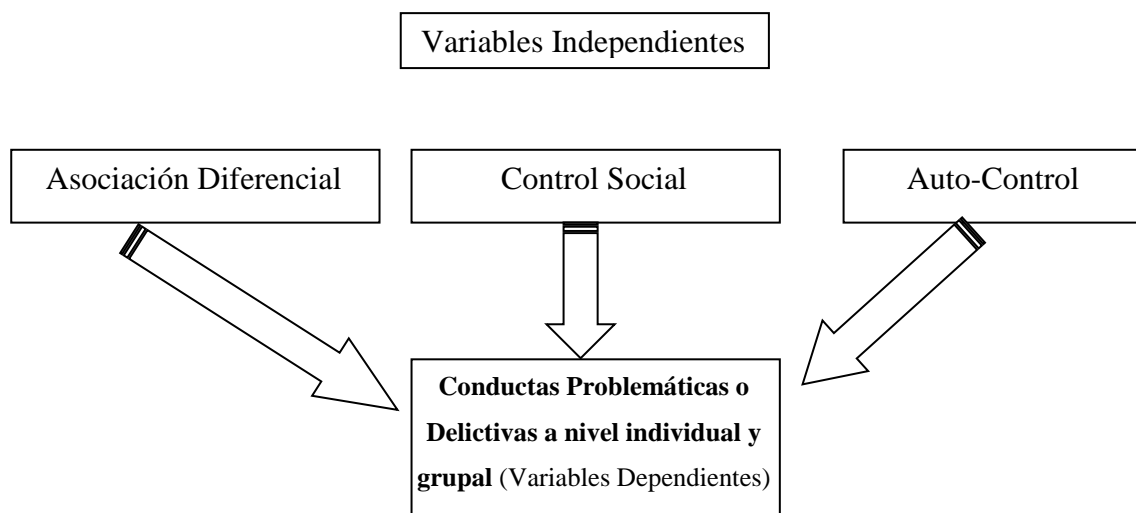 Variables Independientes
Asociación Diferencial
Control Social
Auto-Control
Conductas Problemáticas o
Delictivas a nivel individual y
grupal (Variables Dependientes)